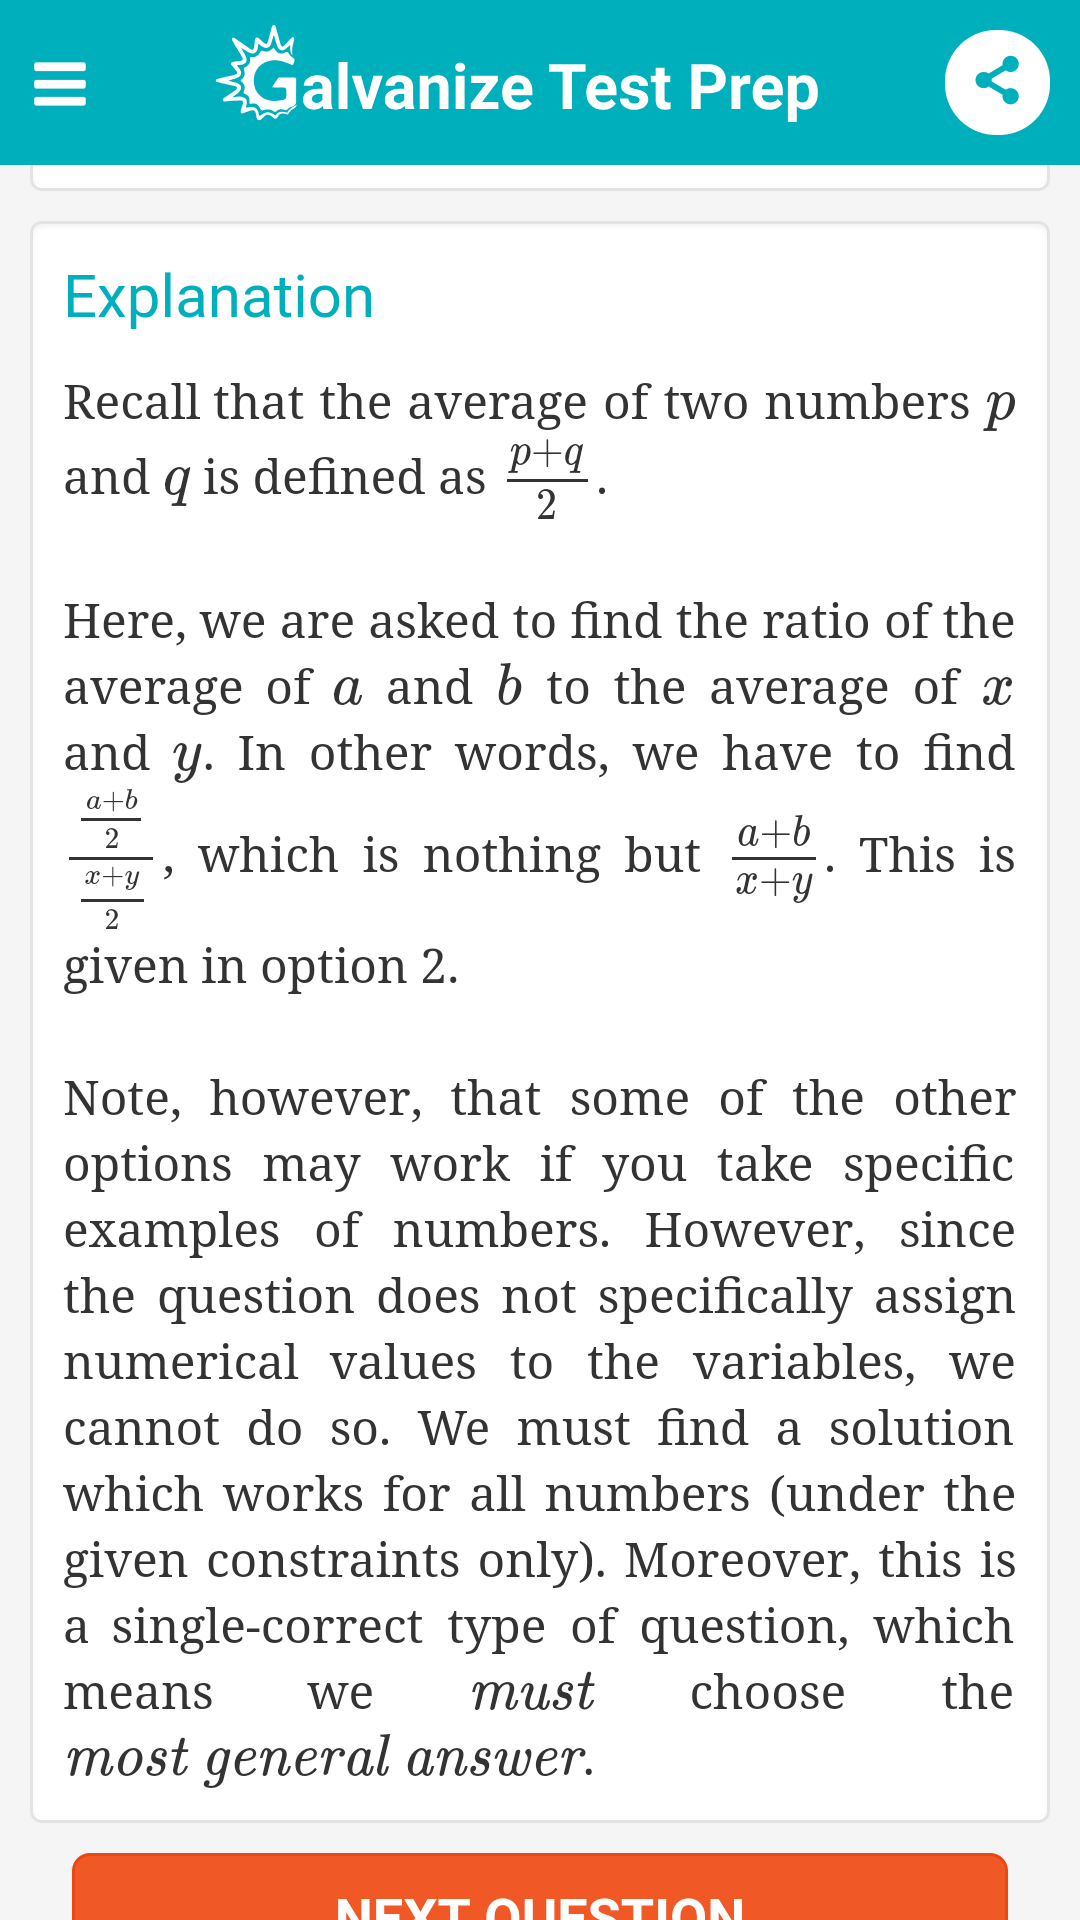 Galvanize Test Prep
Explanation
Recall that the average of two numbers p
and q is defined as \frac{p+q}{2}.
Here, we are asked to find the ratio of the
average of a and b to the average of x
and y. In other words, we have to find
\frac{\frac{a+b}{2}}{\frac{x+y}{2}}, which is nothing but \frac{a+b}{x+y}. This is
given in option 2.
Note, however, that some of the other
options may work if you take specific
examples of numbers. However, since
the question does not specifically assign
numerical values to the variables, we
cannot do so. We must find a solution
which works for all numbers (under the
given constraints only). Moreover, this is
a single-correct type of question, which
means we must choose the
most general answer.
NEXT QUESTION